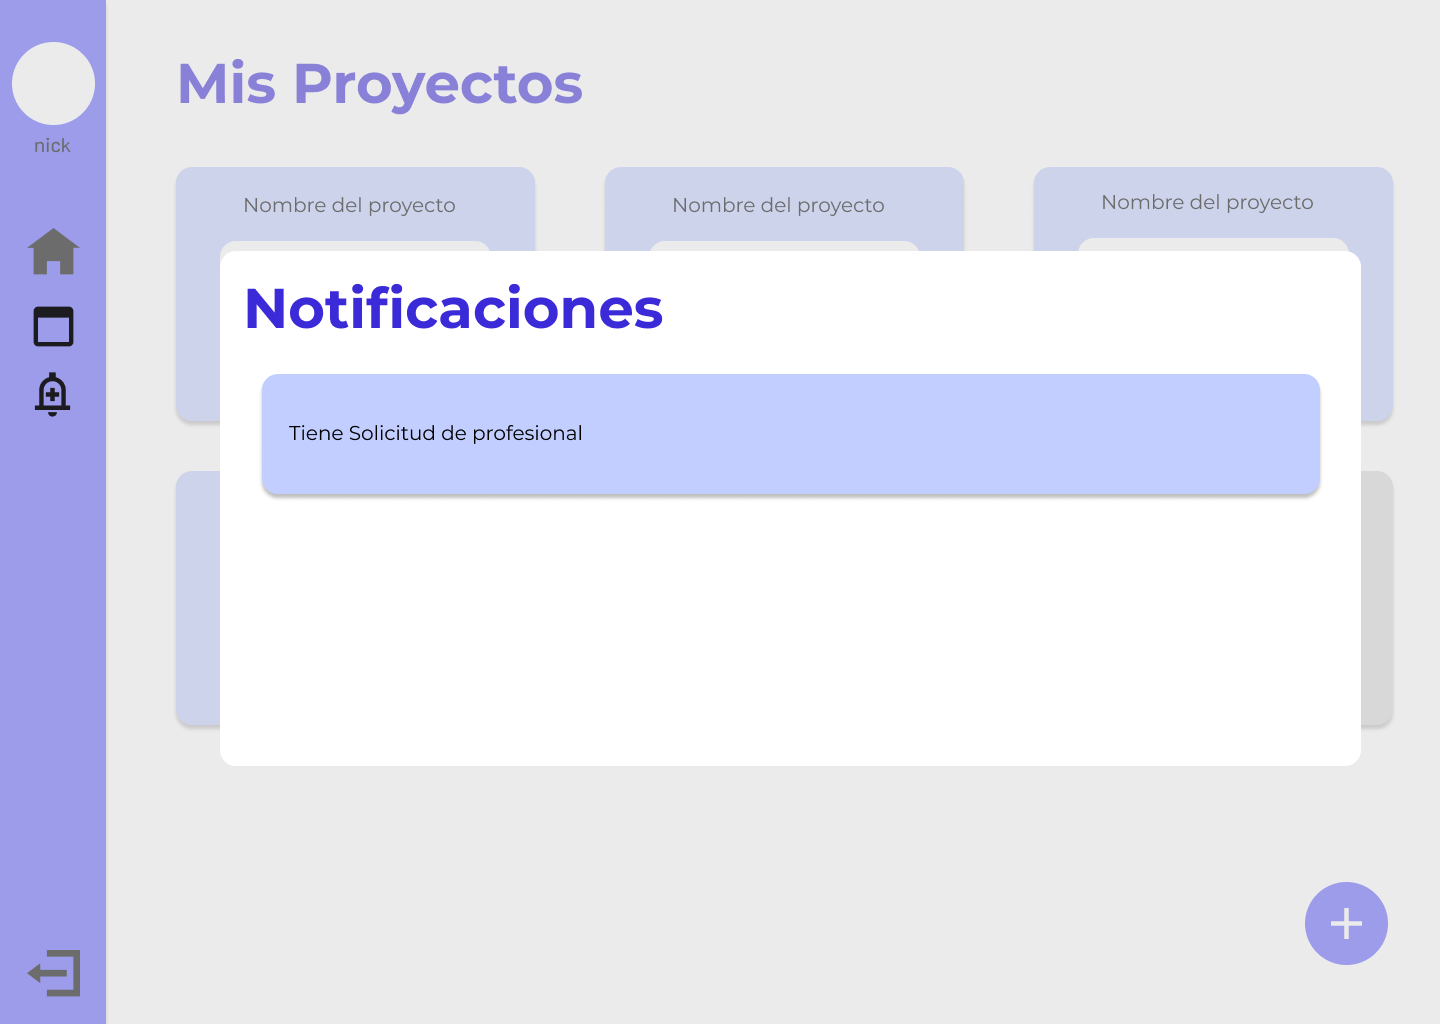 Mis Proyectos
nick
Nombre del proyecto
Nombre del proyecto
Nombre del proyecto
Notificaciones
Tiene Solicitud de profesional